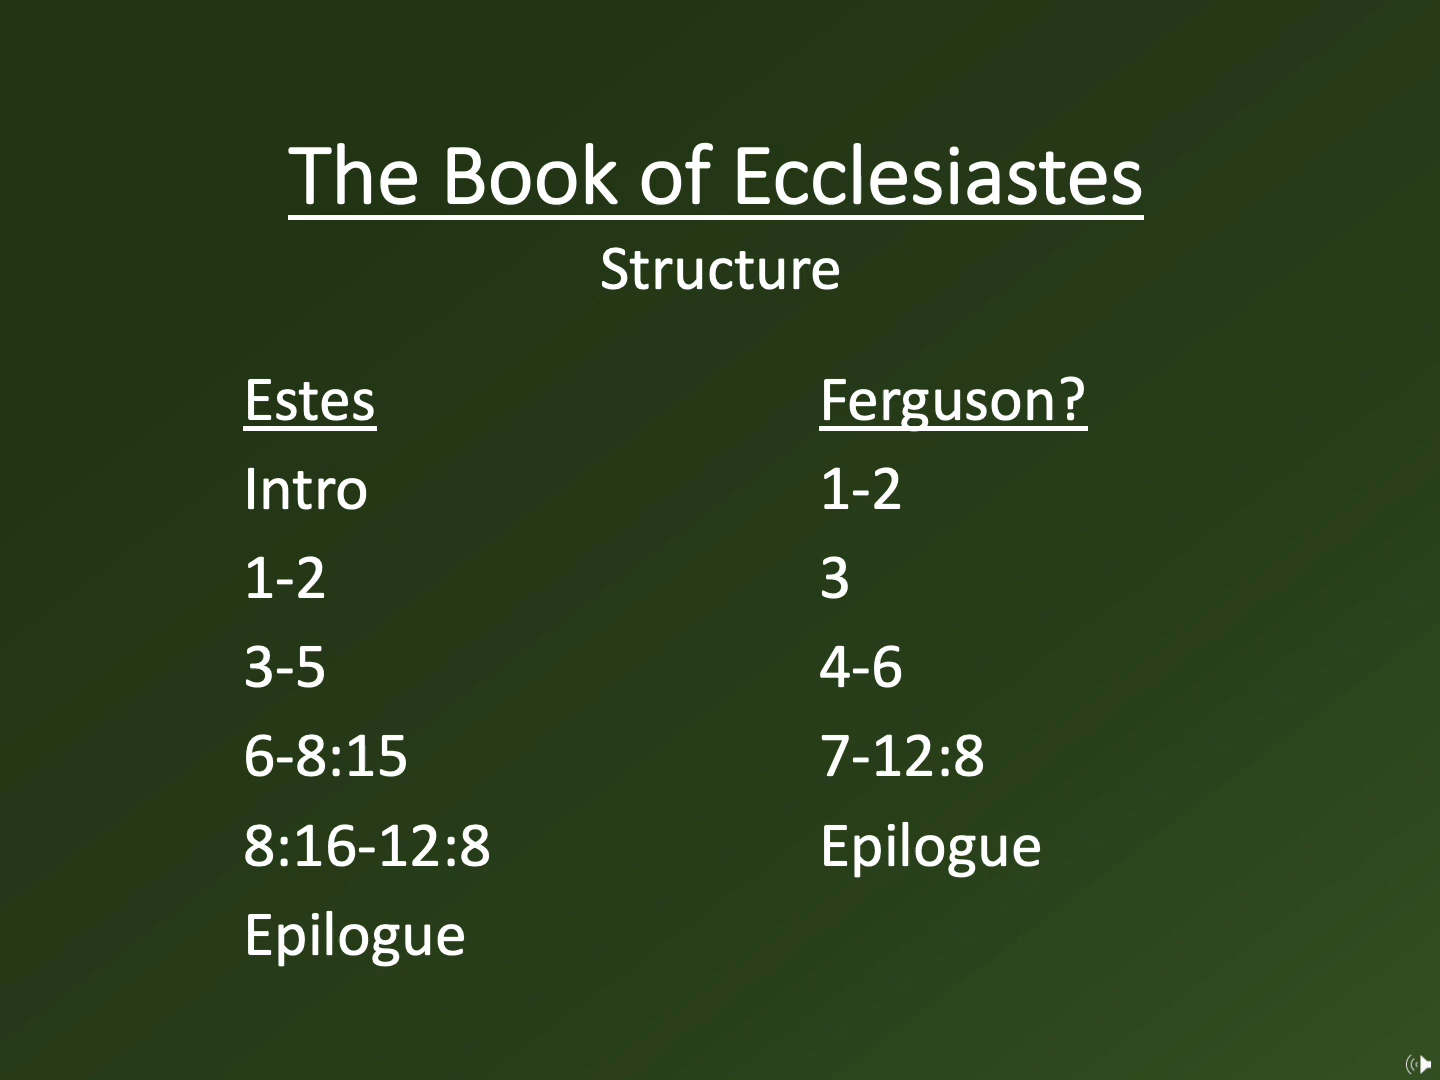 The Book of Ecclesiastes
Structure
Estes
Intro
1-2
3-5
6-8:15
8:16-12:8
Epilogue
Ferguson?
1-2
3
4-6
7-12:8
Epilogue